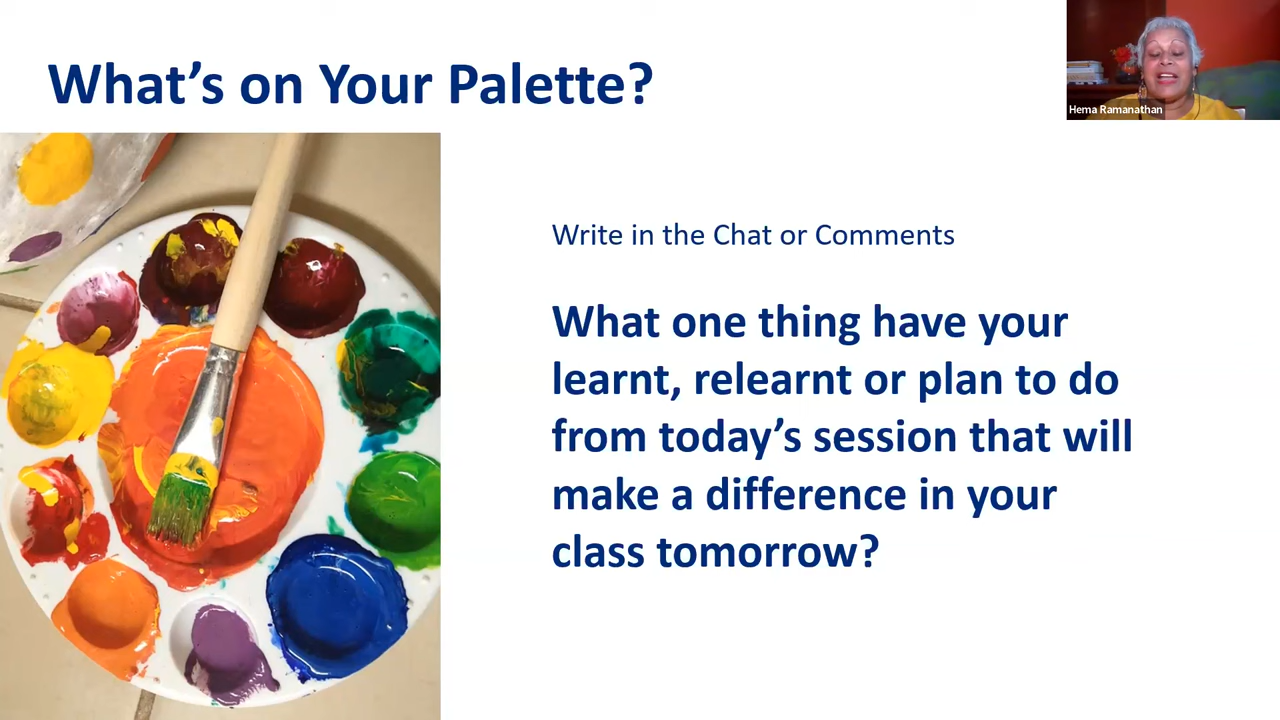 What's on Your Palette?
Hema Ramanathan
Write in the Chat or Comments
What one thing have your
learnt, relearnt or plan to do
from today's session that will
make a difference in your
class tomorrow?